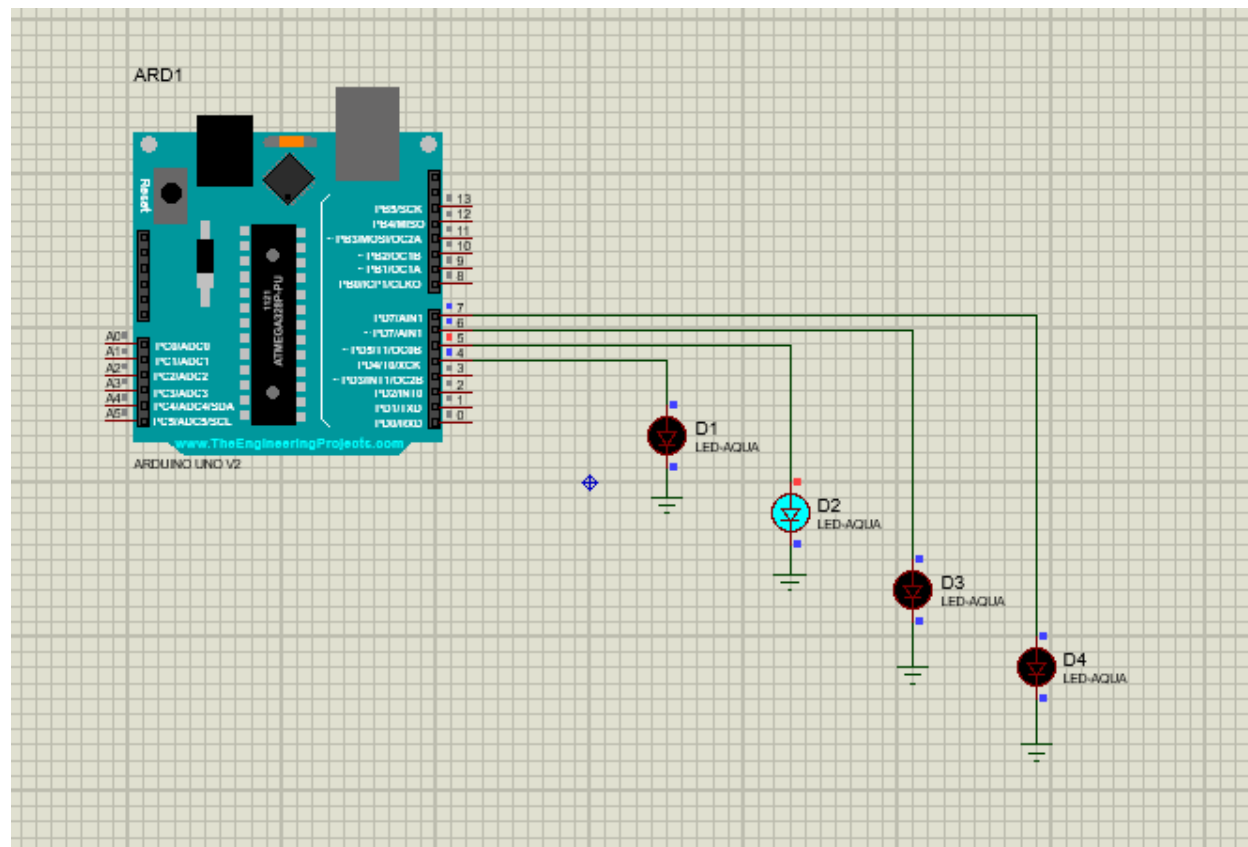 ARD1
Reset
13
PB5/SCK
12
PB4/MISO
11
~ PB3/MOSI/OC2A
10
~ PB2/OC1B
9
~ PB1/OC1A
8
PB0/ICP1/CLKO
1121
ATMEGA328P-PU
7
PD7/AIN1
6
~ PD7/AIN1
5
~ PD5/T1/OC0B
4
PD4/T0/XCK
3
~ PD3/INT1/OC2B
2
PD2/INT0
1
PD1/TXD
0
PD0/RXD
A0
PC0/ADC0
A1
PC1/ADC1
A2
PC2/ADC2
A3
PC3/ADC3
A4
PC4/ADC4/SDA
A5
PC5/ADC5/SCL
www.TheEngineeringProjects.com
ARDUINO UNO V2
D1
LED-AQUA
D2
LED-AQUA
D3
LED-AQUA
D4
LED-AQUA